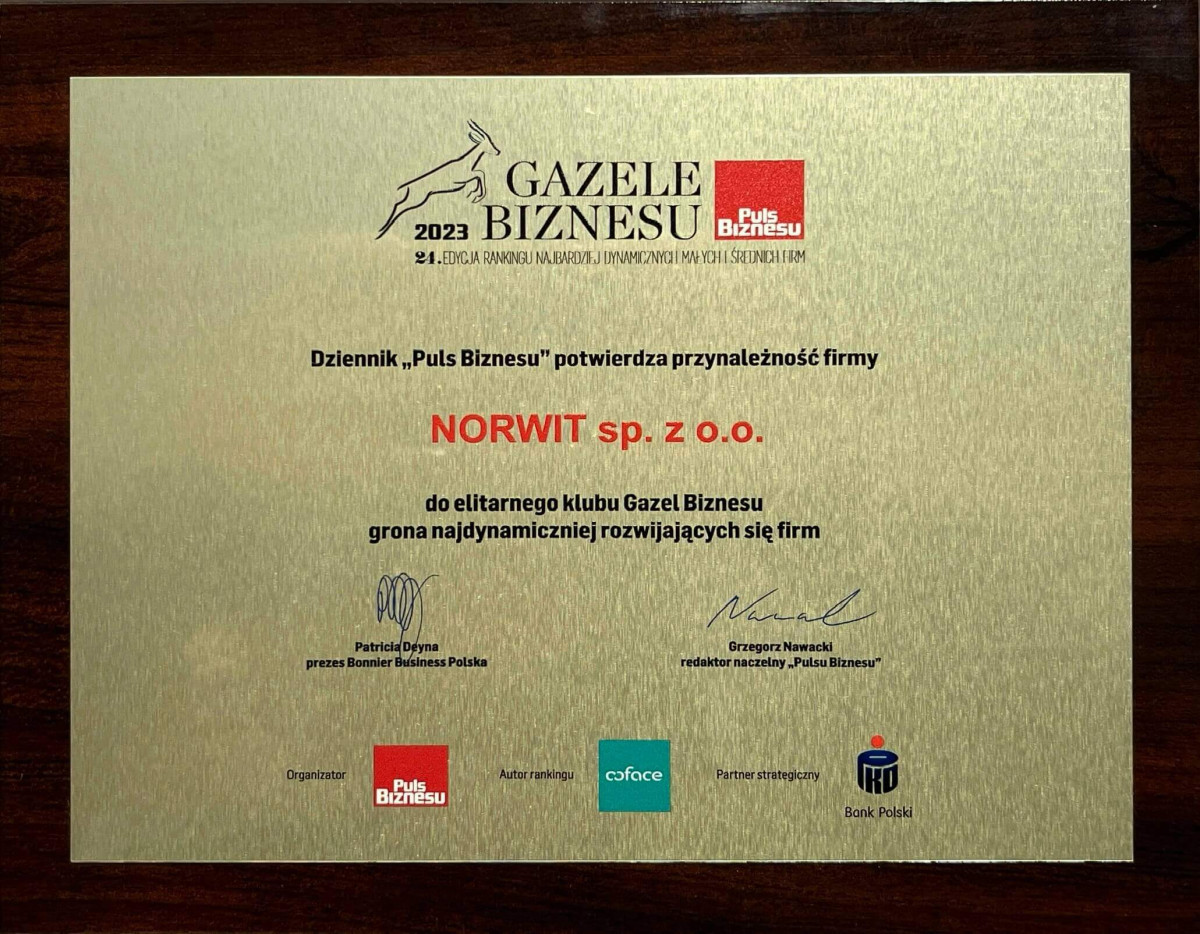 GAZELE
2023 BIZNESU
Puls
Biznesu
24. EDYCJA RANKINGU NAJBARDZIEJ DYNAMICZNYCH MAŁYCH I ŚREDNICH FIRM
Dziennik „Puls Biznesu” potwierdza przynależność firmy
NORWIT sp. z o.o.
do elitarnego klubu Gazel Biznesu
grona najdynamiczniej rozwijających się firm
Patricia Deyna
prezes Bonnier Business Polska
Grzegorz Nawacki
redaktor naczelny „Pulsu Biznesu”
Organizator
Puls
Biznesu
Autor rankingu
coface
Partner strategiczny
PKO
Bank Polski